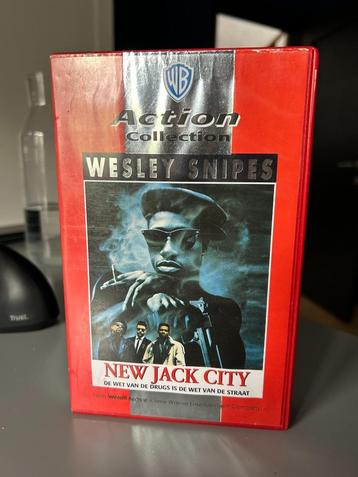 WB
Action
Collection
WESLEY SNIPES
NEW JACK CITY
DE WET VAN DE DRUGS IS DE WET VAN DE STRAAT
Trust.